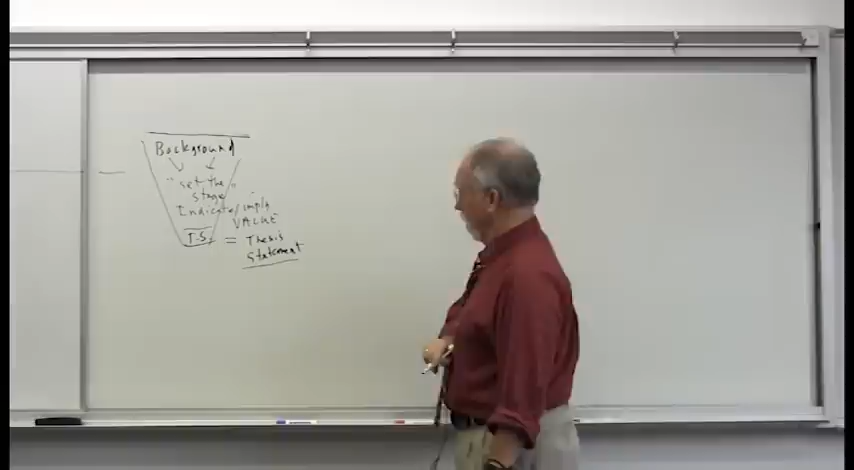 Background
"set the
stage"
Indicate/imply
VALUE
T.S. = Thesis
Statement